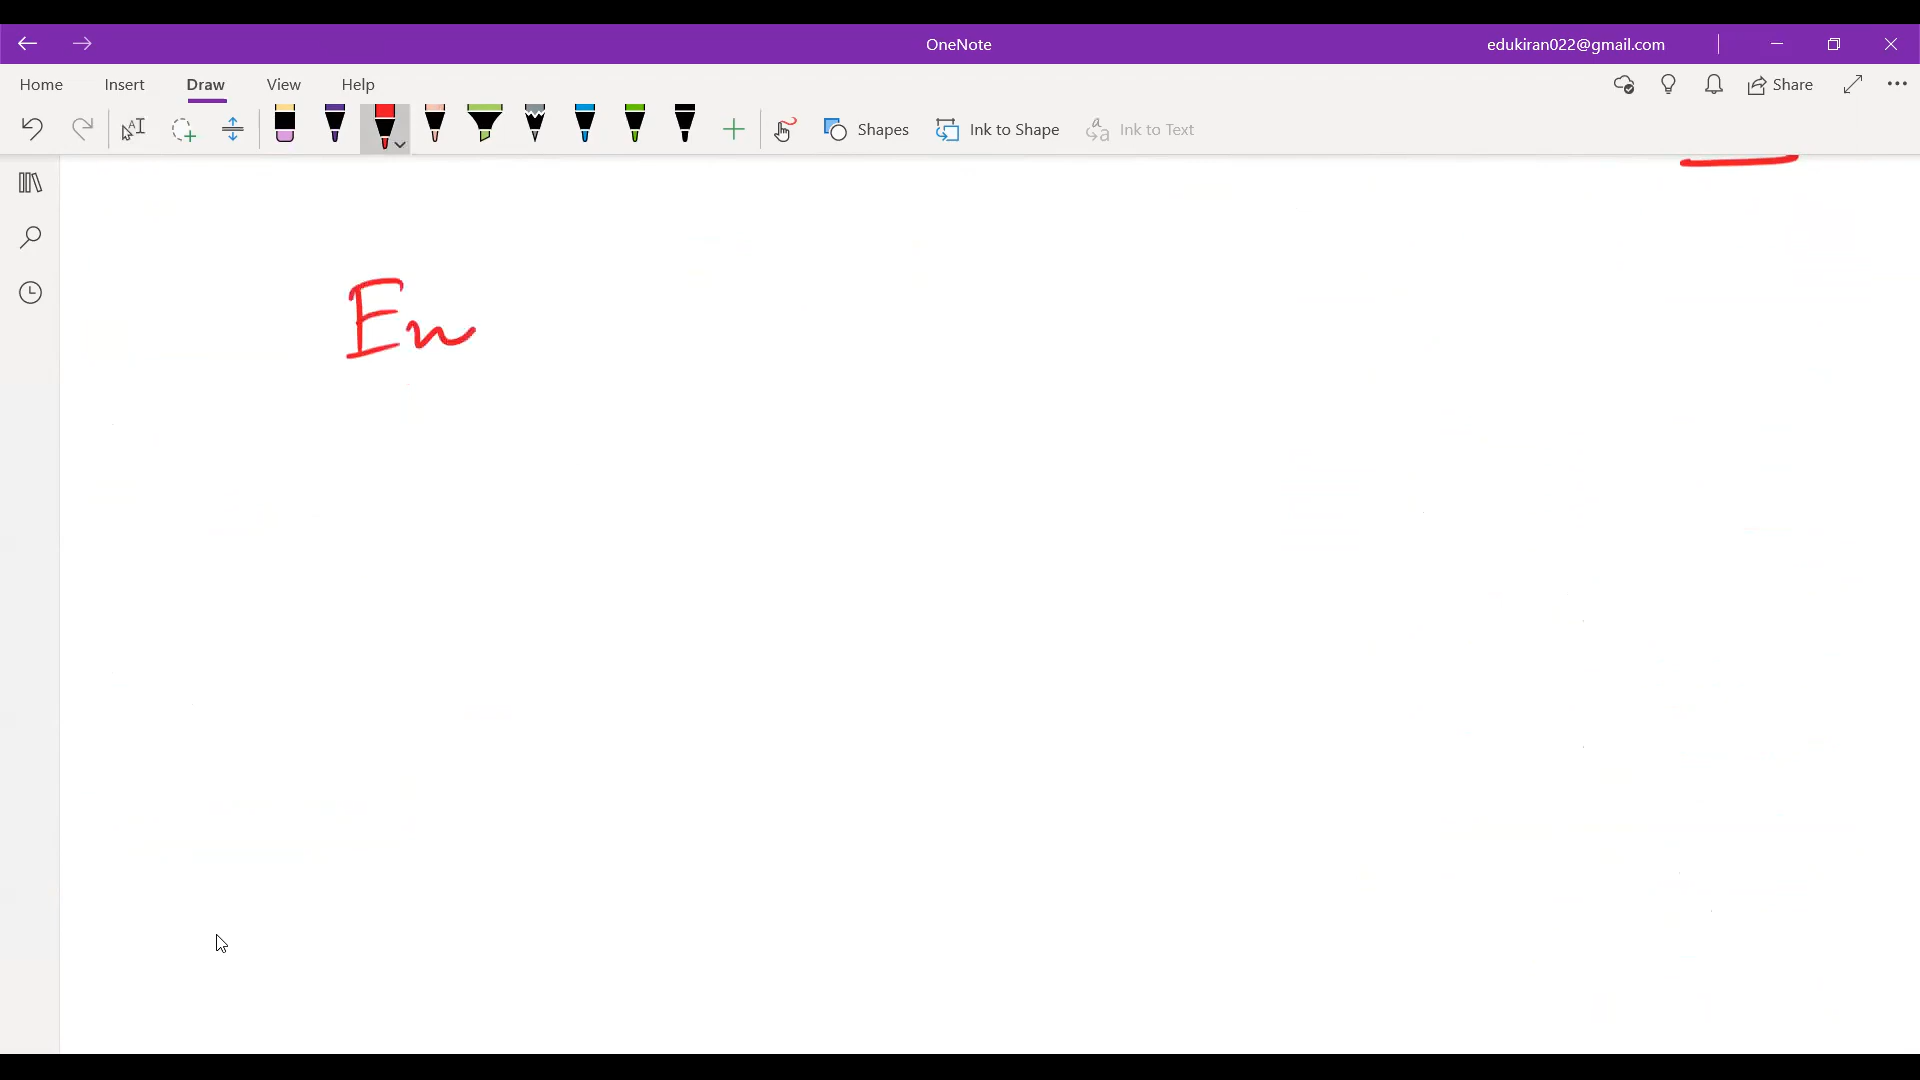 OneNote
edukiran022@gmail.com
Home Insert Draw View Help
Share
Shapes Ink to Shape Ink to Text
En